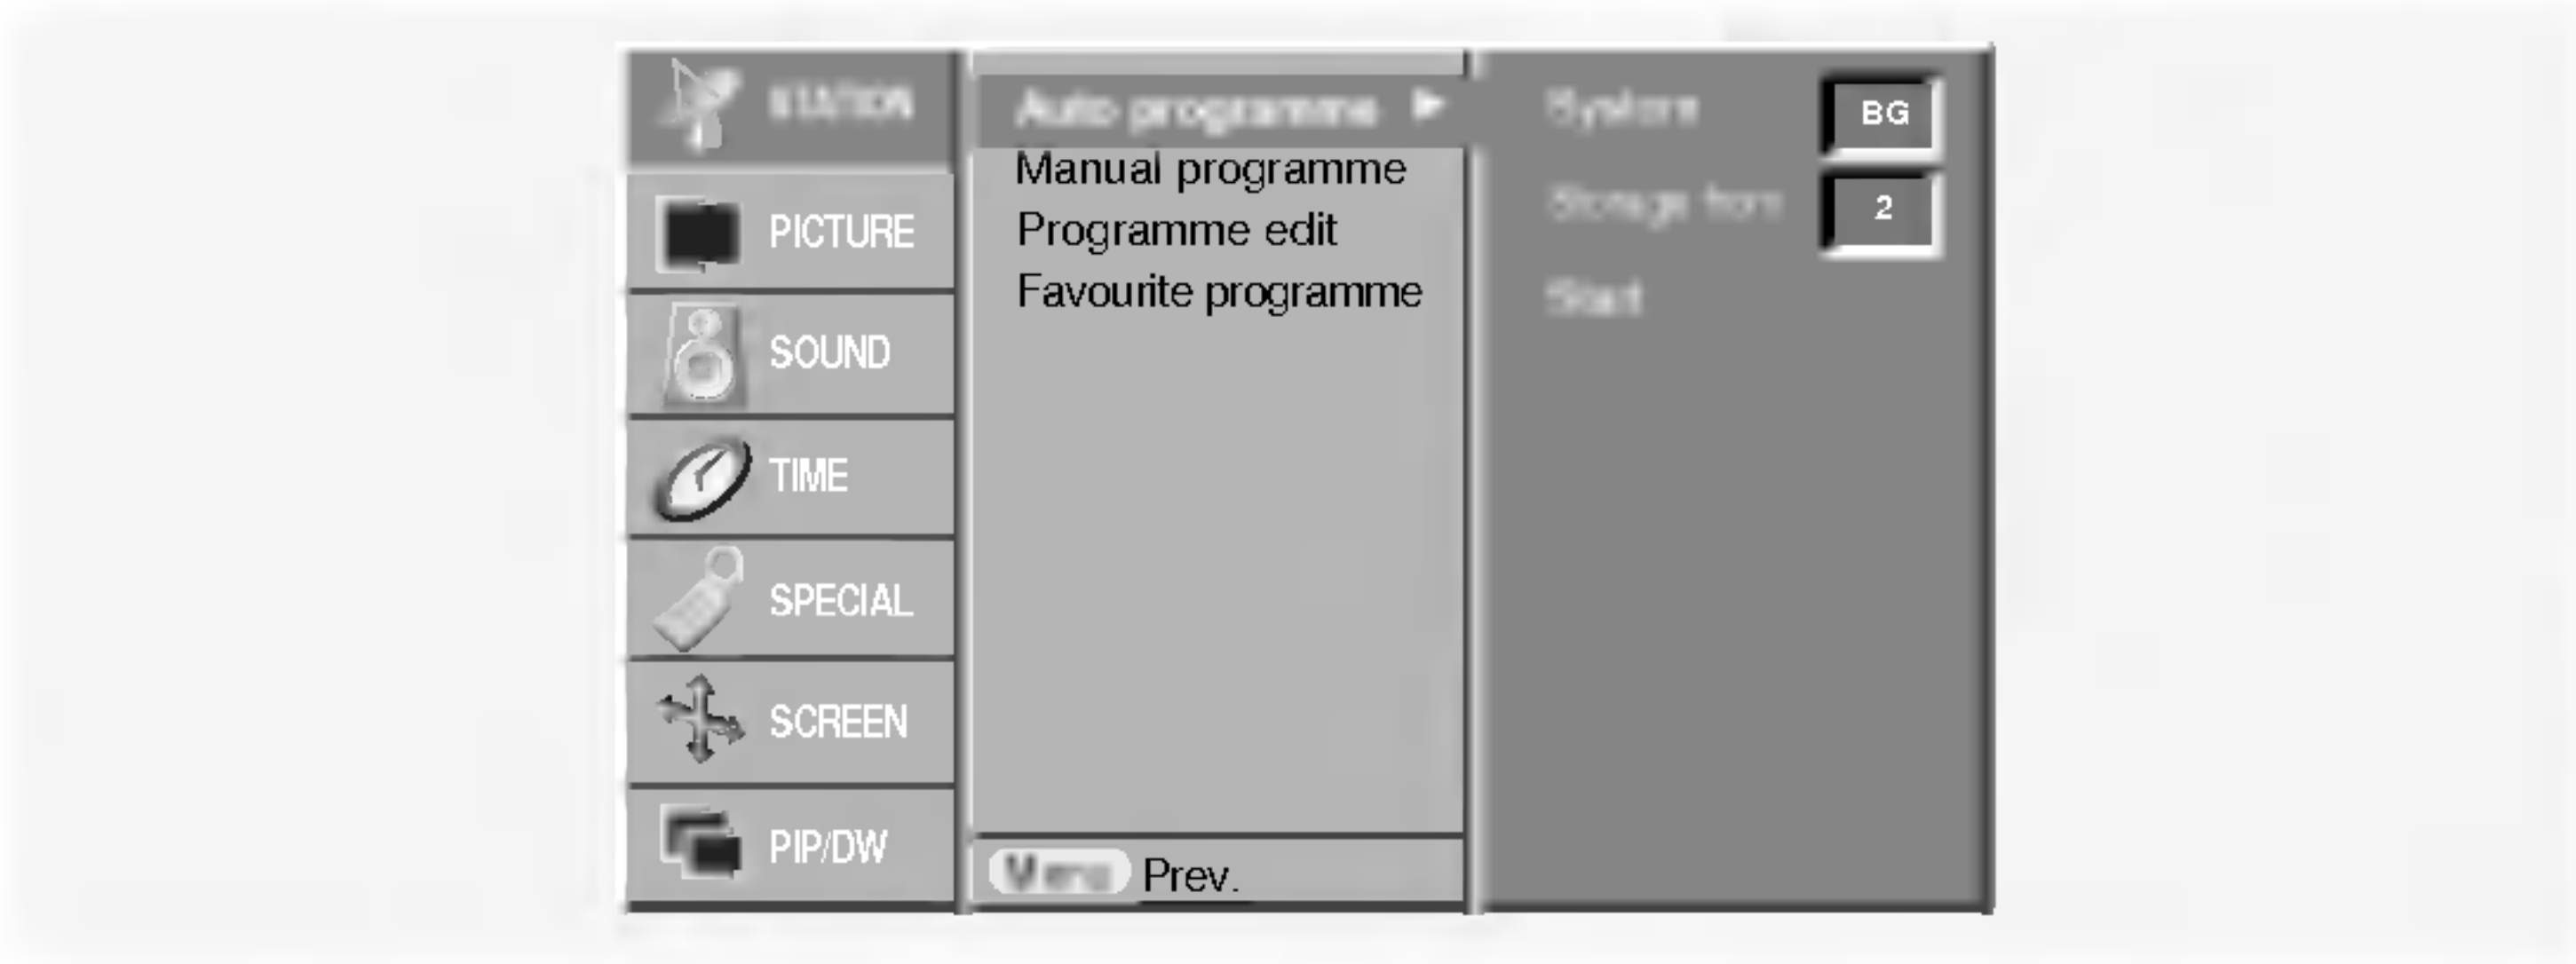 STATION
PICTURE
SOUND
TIME
SPECIAL
SCREEN
PIP/DW
Auto programme
Manual programme
Programme edit
Favourite programme
Menu Prev.
System BG
Storage from 2
Start